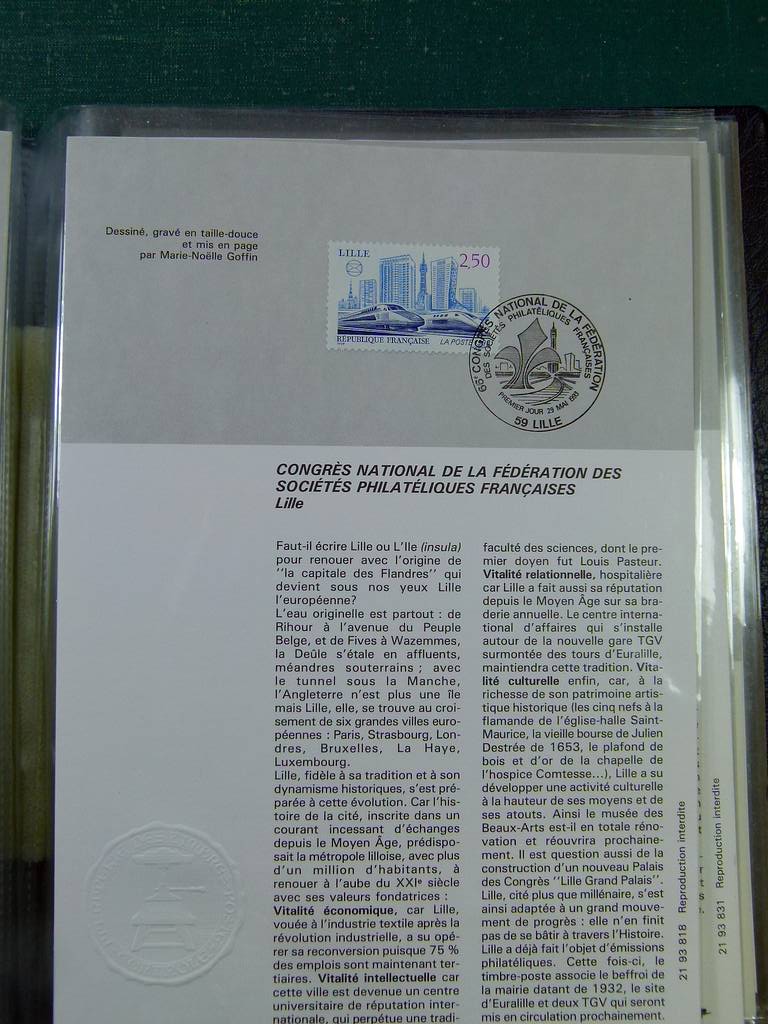 Dessiné, gravé en taille-douce
et mis en page
par Marie-Noëlle Goffin
LILLE
2,50
RÉPUBLIQUE FRANÇAISE
LA POSTE
65e CONGRÈS NATIONAL DE LA FÉDÉRATION
DES SOCIÉTÉS PHILATÉLIQUES FRANÇAISES
PREMIER JOUR 29 MAI 1993
59 LILLE
CONGRÈS NATIONAL DE LA FÉDÉRATION DES
SOCIÉTÉS PHILATÉLIQUES FRANÇAISES
Lille
Faut-il écrire Lille ou L'Ile (insula)
pour renouer avec l'origine de
''la capitale des Flandres'' qui
devient sous nos yeux Lille
l'européenne?
L'eau originelle est partout : de
Rihour à l'avenue du Peuple
Belge, et de Fives à Wazemmes,
la Deûle s'étale en affluents,
méandres souterrains ; avec
le tunnel sous la Manche,
l'Angleterre n'est plus une île
mais Lille, elle, se trouve au croi-
sement de six grandes villes euro-
péennes : Paris, Strasbourg, Lon-
dres, Bruxelles, La Haye,
Luxembourg.
Lille, fidèle à sa tradition et à son
dynamisme historiques, s'est pré-
parée à cette évolution. Car l'his-
toire de la cité, inscrite dans un
courant incessant d'échanges
depuis le Moyen Âge, prédispo-
sait la métropole lilloise, avec plus
d'un million d'habitants, à
renouer à l'aube du XXIe siècle
avec ses valeurs fondatrices :
Vitalité économique, car Lille,
vouée à l'industrie textile après la
révolution industrielle, a su opé-
rer sa reconversion puisque 75 %
des emplois sont maintenant ter-
tiaires. Vitalité intellectuelle car
cette ville est devenue un centre
universitaire de réputation inter-
nationale, qui perpétue une tradi-
faculté des sciences, dont le pre-
mier doyen fut Louis Pasteur.
Vitalité relationnelle, hospitalière
car Lille a fait aussi sa réputation
depuis le Moyen Âge sur sa bra-
derie annuelle. Le centre interna-
tional d'affaires qui s'installe
autour de la nouvelle gare TGV
surmontée des tours d'Euralille,
maintiendra cette tradition. Vita-
lité culturelle enfin, car, à la
richesse de son patrimoine artis-
tique historique (les cinq nefs à la
flamande de l'église-halle Saint-
Maurice, la vieille bourse de Julien
Destrée de 1653, le plafond de
bois et d'or de la chapelle de
l'hospice Comtesse...), Lille a su
développer une activité culturelle
à la hauteur de ses moyens et de
ses atouts. Ainsi le musée des
Beaux-Arts est-il en totale réno-
vation et réouvrira prochaine-
ment. Il est question aussi de la
construction d'un nouveau Palais
des Congrès ''Lille Grand Palais''.
Lille, cité plus que millénaire, s'est
ainsi adaptée à un grand mouve-
ment de progrès : elle n'en finit
pas de se bâtir à travers l'Histoire.
Lille a déjà fait l'objet d'émissions
philatéliques. Cette fois-ci, le
timbre-poste associe le beffroi de
la mairie datant de 1932, le site
d'Euralille et deux TGV qui seront
mis en circulation prochainement.
21 93 818 Reproduction interdite
21 93 831 Reproduction interdite